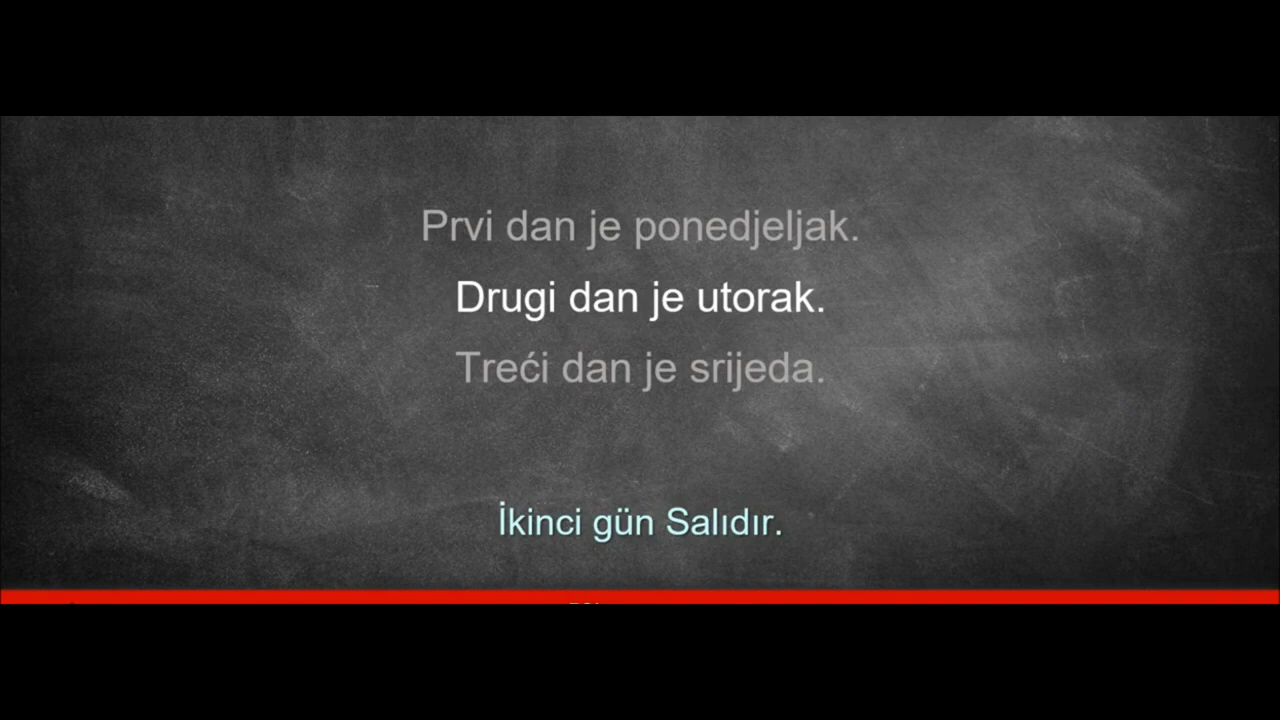 Prvi dan je ponedjeljak.
Drugi dan je utorak.
Treći dan je srijeda.
İkinci gün Salıdır.